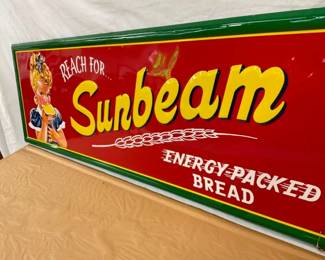 REACH FOR...
Sunbeam
ENERGY-PACKED
BREAD